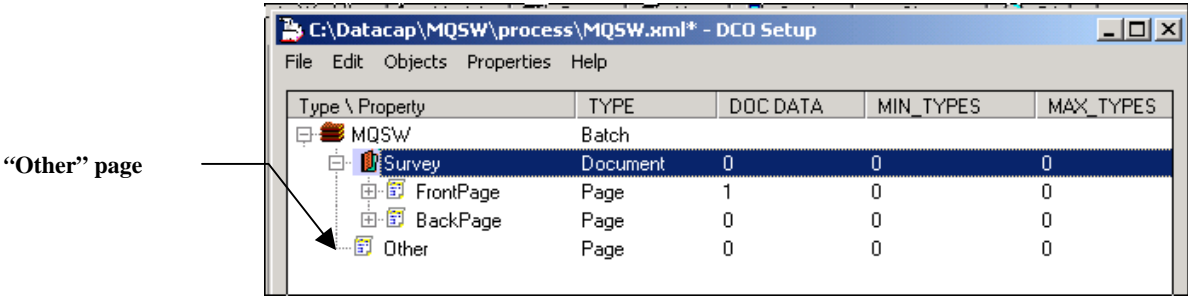 C:\Datacap\MQSW\process\MQSW.xml* - DCO Setup
File Edit Objects Properties Help
Type \ Property TYPE DOC DATA MIN_TYPES MAX_TYPES
MQSW Batch
Survey Document 0 0 0
“Other” page
FrontPage Page 1 0 0
BackPage Page 0 0 0
Other Page 0 0 0